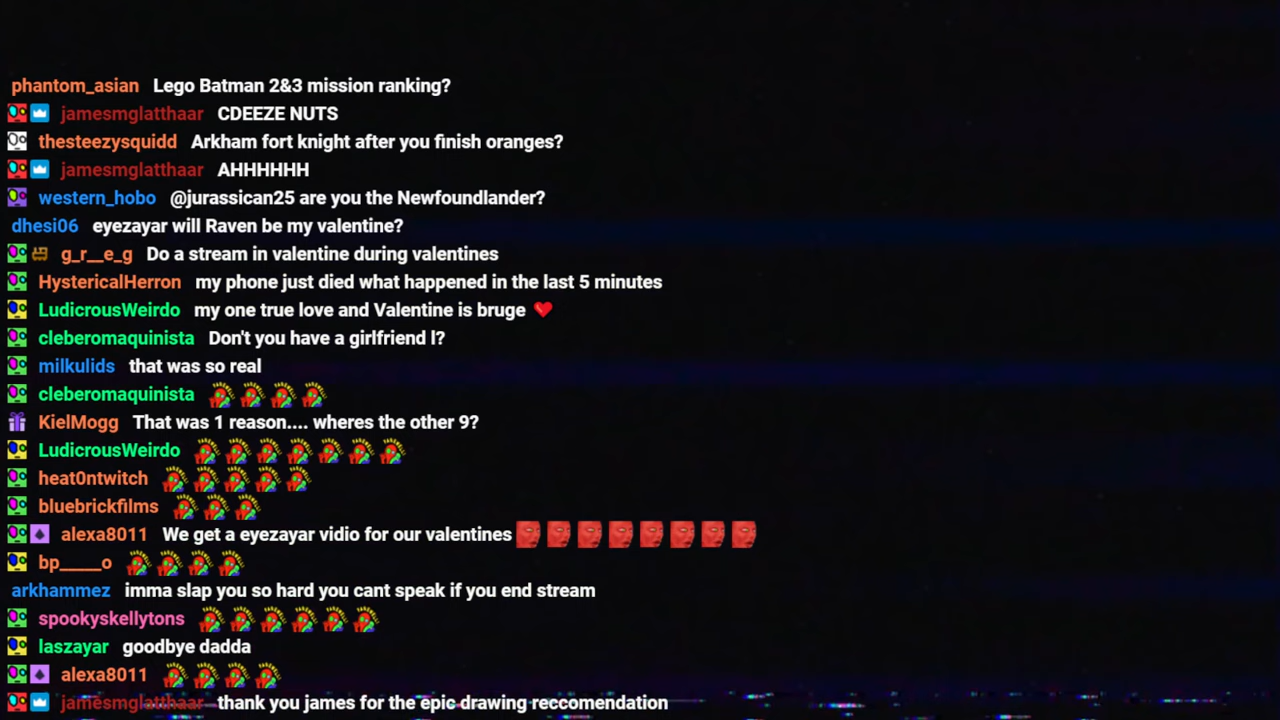 phantom_asian Lego Batman 2&3 mission ranking?
jamesmglatthaar CDEEZE NUTS
thesteezysquidd Arkham fort knight after you finish oranges?
jamesmglatthaar AHHHHHH
western_hobo @jurassican25 are you the Newfoundlander?
dhesi06 eyezayar will Raven be my valentine?
g_r__e_g Do a stream in valentine during valentines
HystericalHerron my phone just died what happened in the last 5 minutes
LudicrousWeirdo my one true love and Valentine is bruge ❤️
cleberomaquinista Don't you have a girlfriend I?
milkulids that was so real
cleberomaquinista
KielMogg That was 1 reason.... wheres the other 9?
LudicrousWeirdo
heat0ntwitch
bluebrickfilms
alexa8011 We get a eyezayar vidio for our valentines
bp_____o
arkhammez imma slap you so hard you cant speak if you end stream
spookyskellytons
laszayar goodbye dadda
alexa8011
jamesmglatthaar thank you james for the epic drawing reccomendation